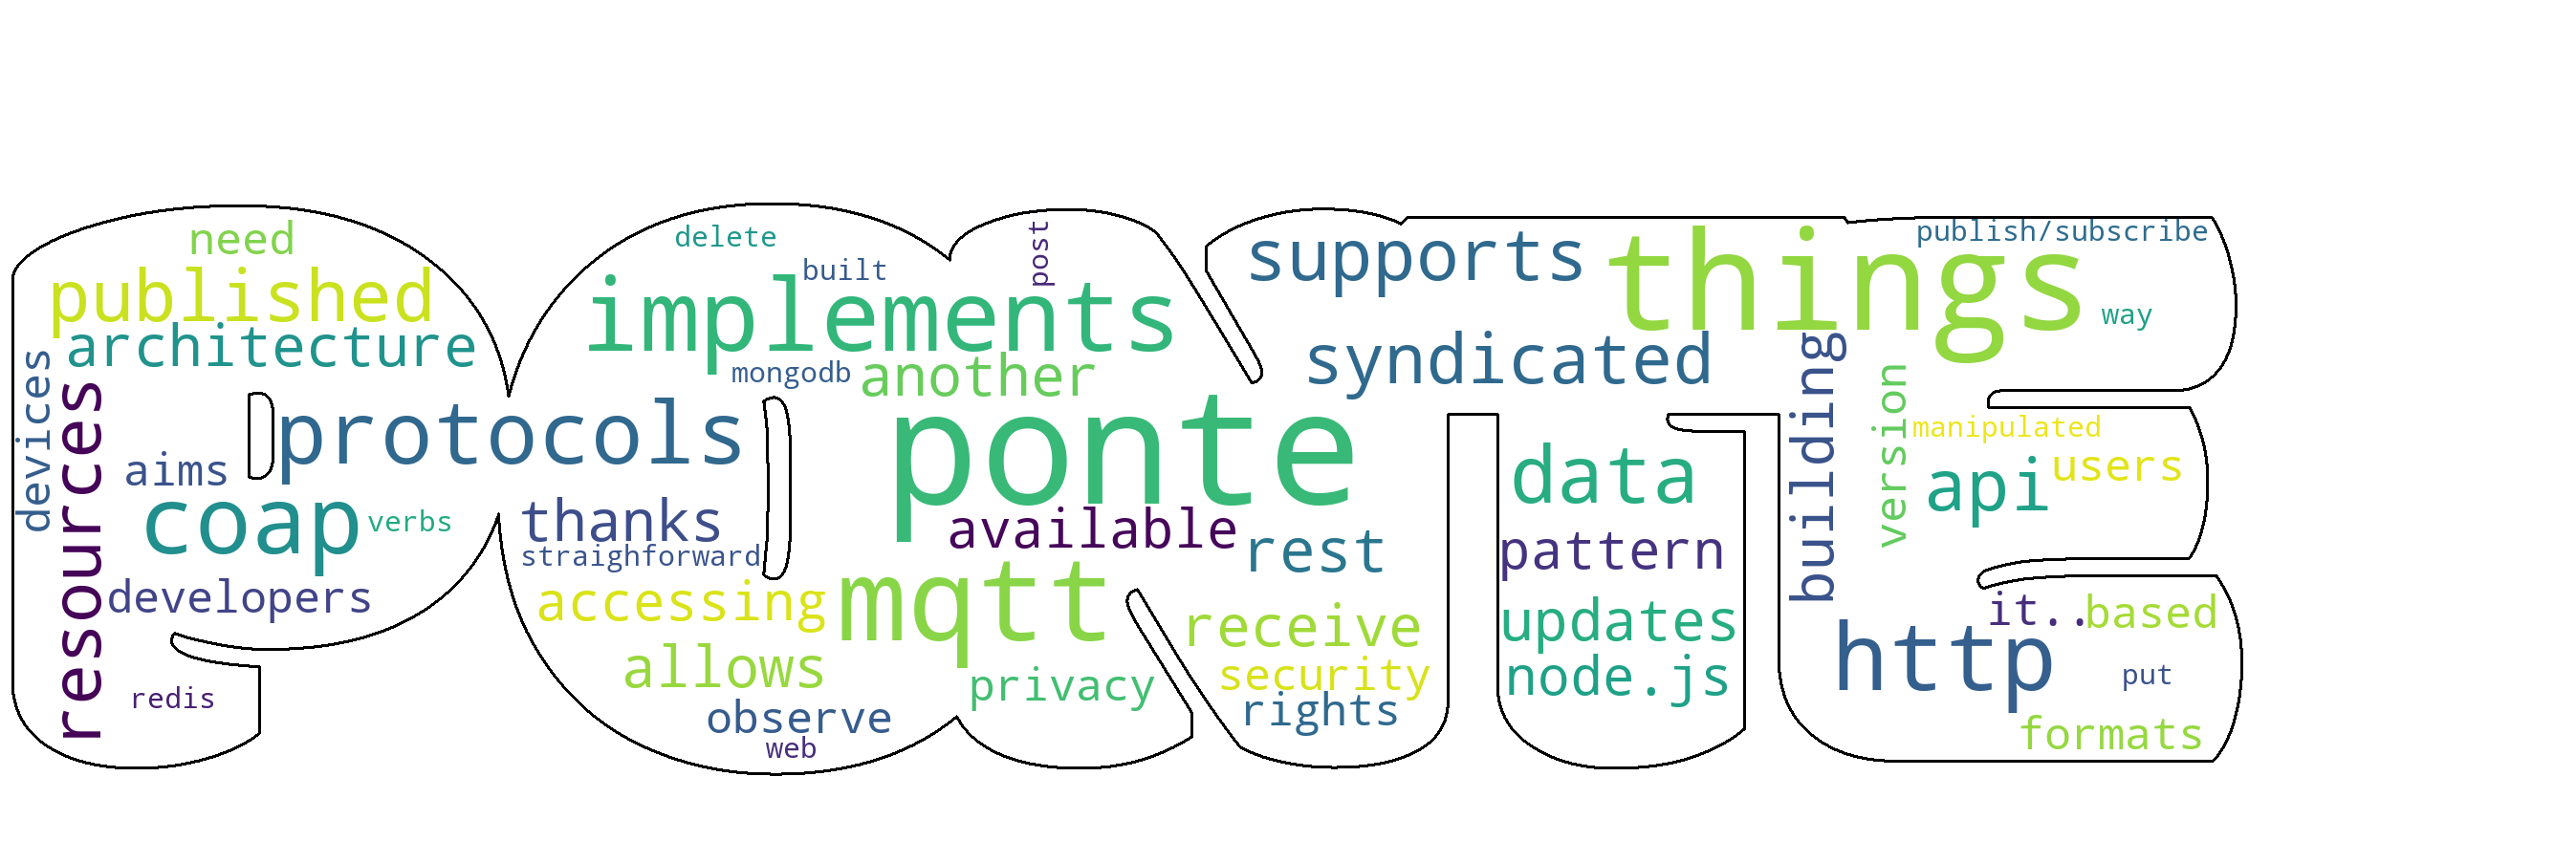 need
published
architecture
devices
resources
aims
coap
verbs
developers
redis
protocols
delete
built
post
implements
mongodb
another
ponte
thanks
straighforward
available
accessing
mqtt
allows
privacy
observe
web
supports
things
publish/subscribe
way
syndicated
rest
receive
security
rights
data
pattern
updates
node.js
building
version
manipulated
api
users
it..
based
http
put
formats